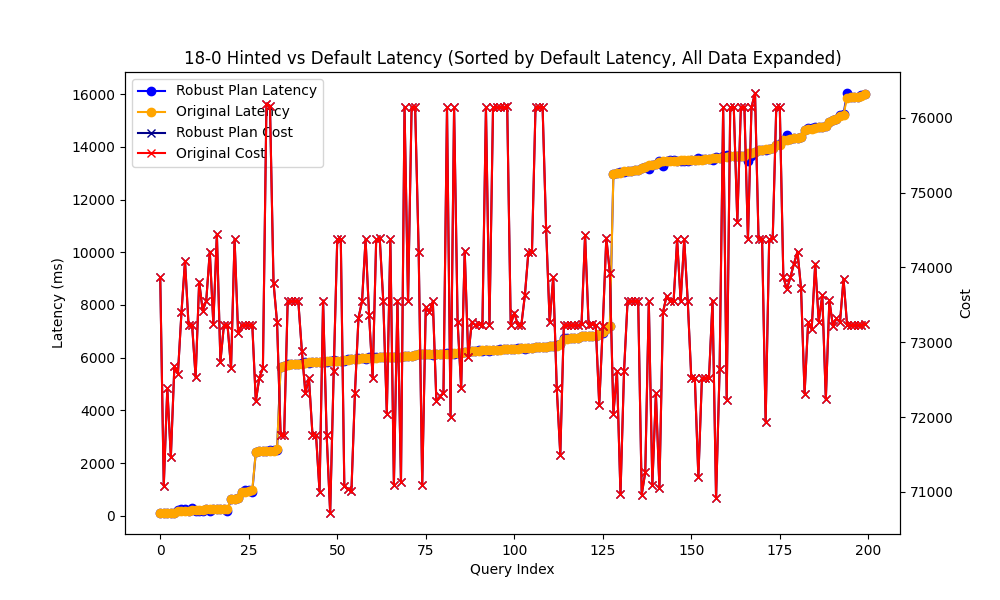 18-0 Hinted vs Default Latency (Sorted by Default Latency, All Data Expanded)
Robust Plan Latency
Original Latency
Robust Plan Cost
Original Cost
16000
14000
12000
10000
8000
6000
4000
2000
0
Latency (ms)
76000
75000
74000
73000
72000
71000
Cost
0 25 50 75 100 125 150 175 200
Query Index